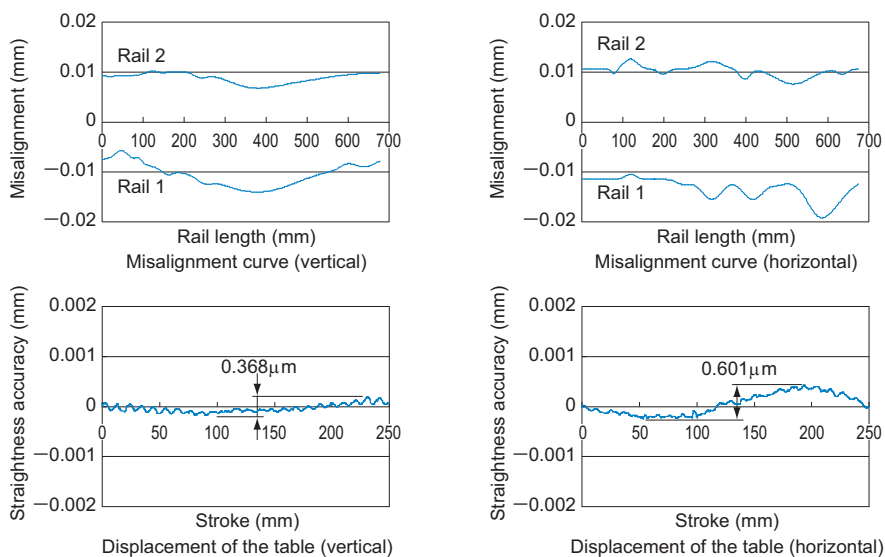 Misalignment (mm)
0.02
0.01
0
−0.01
−0.02
Rail 2
Rail 1
0 100 200 300 400 500 600 700
Rail length (mm)
Misalignment curve (vertical)
Misalignment (mm)
0.02
0.01
0
−0.01
−0.02
Rail 2
Rail 1
0 100 200 300 400 500 600 700
Rail length (mm)
Misalignment curve (horizontal)
Straightness accuracy (mm)
0.002
0.001
0
−0.001
−0.002
0.368μm
0 50 100 150 200 250
Stroke (mm)
Displacement of the table (vertical)
Straightness accuracy (mm)
0.002
0.001
0
−0.001
−0.002
0.601μm
0 50 100 150 200 250
Stroke (mm)
Displacement of the table (horizontal)